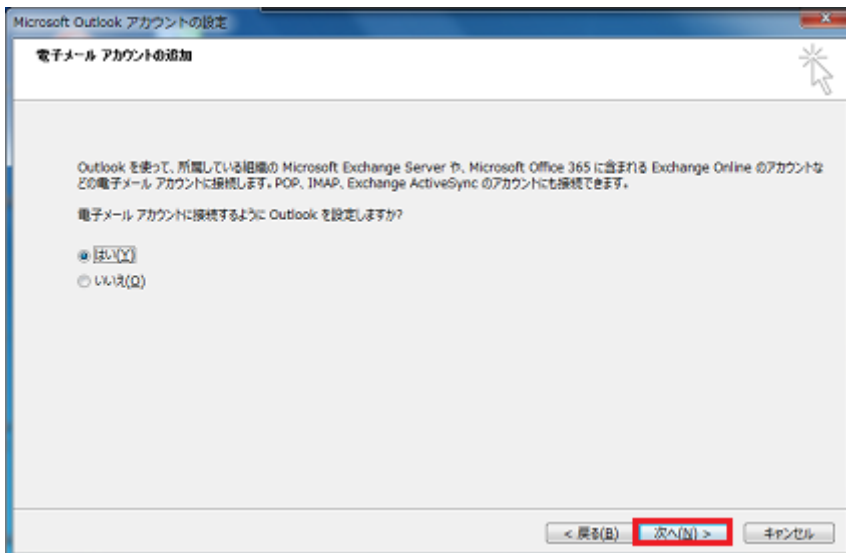 Microsoft Outlook アカウントの設定
電子メール アカウントの追加
Outlook を使って、所属している組織の Microsoft Exchange Server や、Microsoft Office 365 に含まれる Exchange Online のアカウントな
どの電子メール アカウントに接続します。POP、IMAP、Exchange ActiveSync のアカウントにも接続できます。
電子メール アカウントに接続するように Outlook を設定しますか?
はい(Y)
いいえ(O)
< 戻る(B)
次へ(N) >
キャンセル